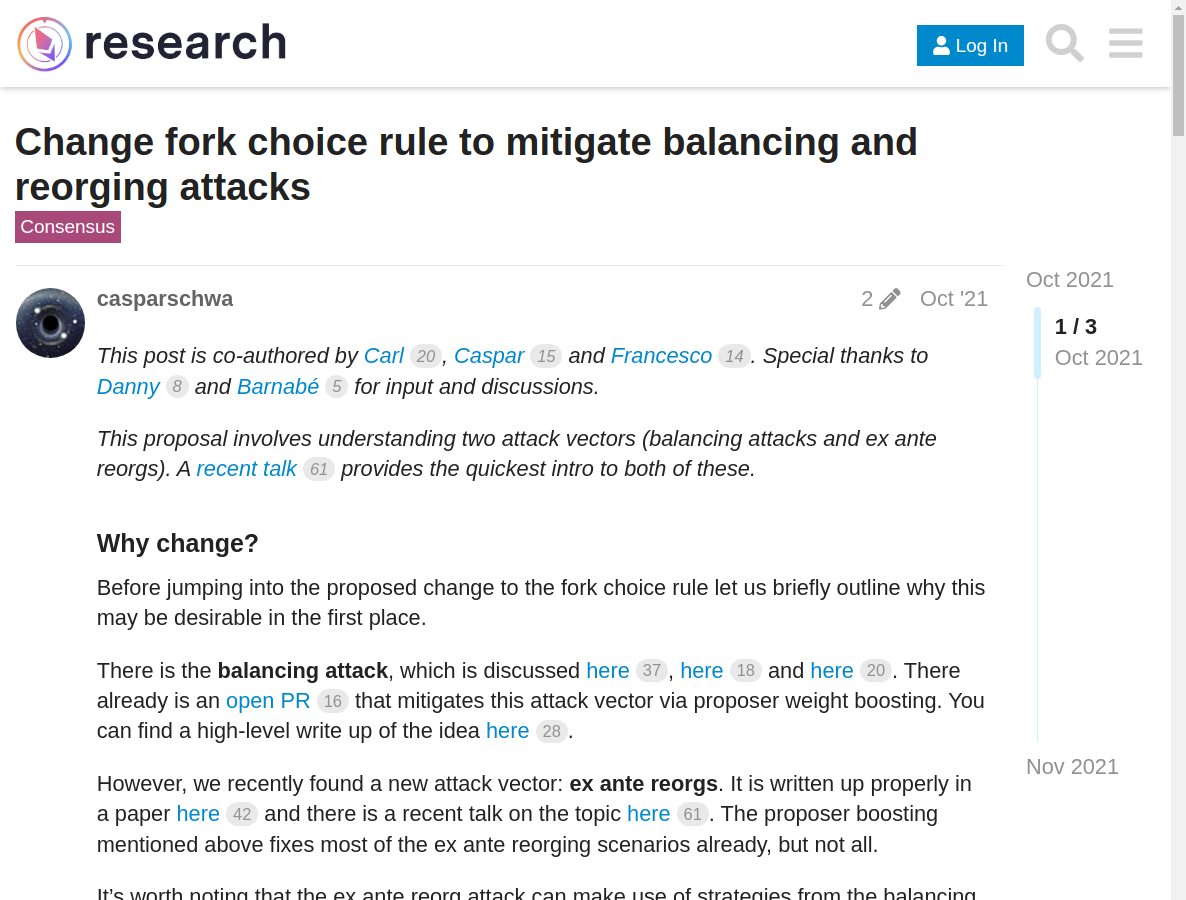 research
Log In
Change fork choice rule to mitigate balancing and
reorging attacks
Consensus
casparschwa
2
Oct '21
This post is co-authored by Carl 20 , Caspar 15 and Francesco 14 . Special thanks to
Danny 8 and Barnabé 5 for input and discussions.
This proposal involves understanding two attack vectors (balancing attacks and ex ante
reorgs). A recent talk 61 provides the quickest intro to both of these.
Why change?
Before jumping into the proposed change to the fork choice rule let us briefly outline why this
may be desirable in the first place.
There is the balancing attack, which is discussed here 37 , here 18 and here 20 . There
already is an open PR 16 that mitigates this attack vector via proposer weight boosting. You
can find a high-level write up of the idea here 28 .
However, we recently found a new attack vector: ex ante reorgs. It is written up properly in
a paper here 42 and there is a recent talk on the topic here 61 . The proposer boosting
mentioned above fixes most of the ex ante reorging scenarios already, but not all.
It’s worth noting that the ex ante reorg attack can make use of strategies from the balancing
Oct 2021
1 / 3
Oct 2021
Nov 2021